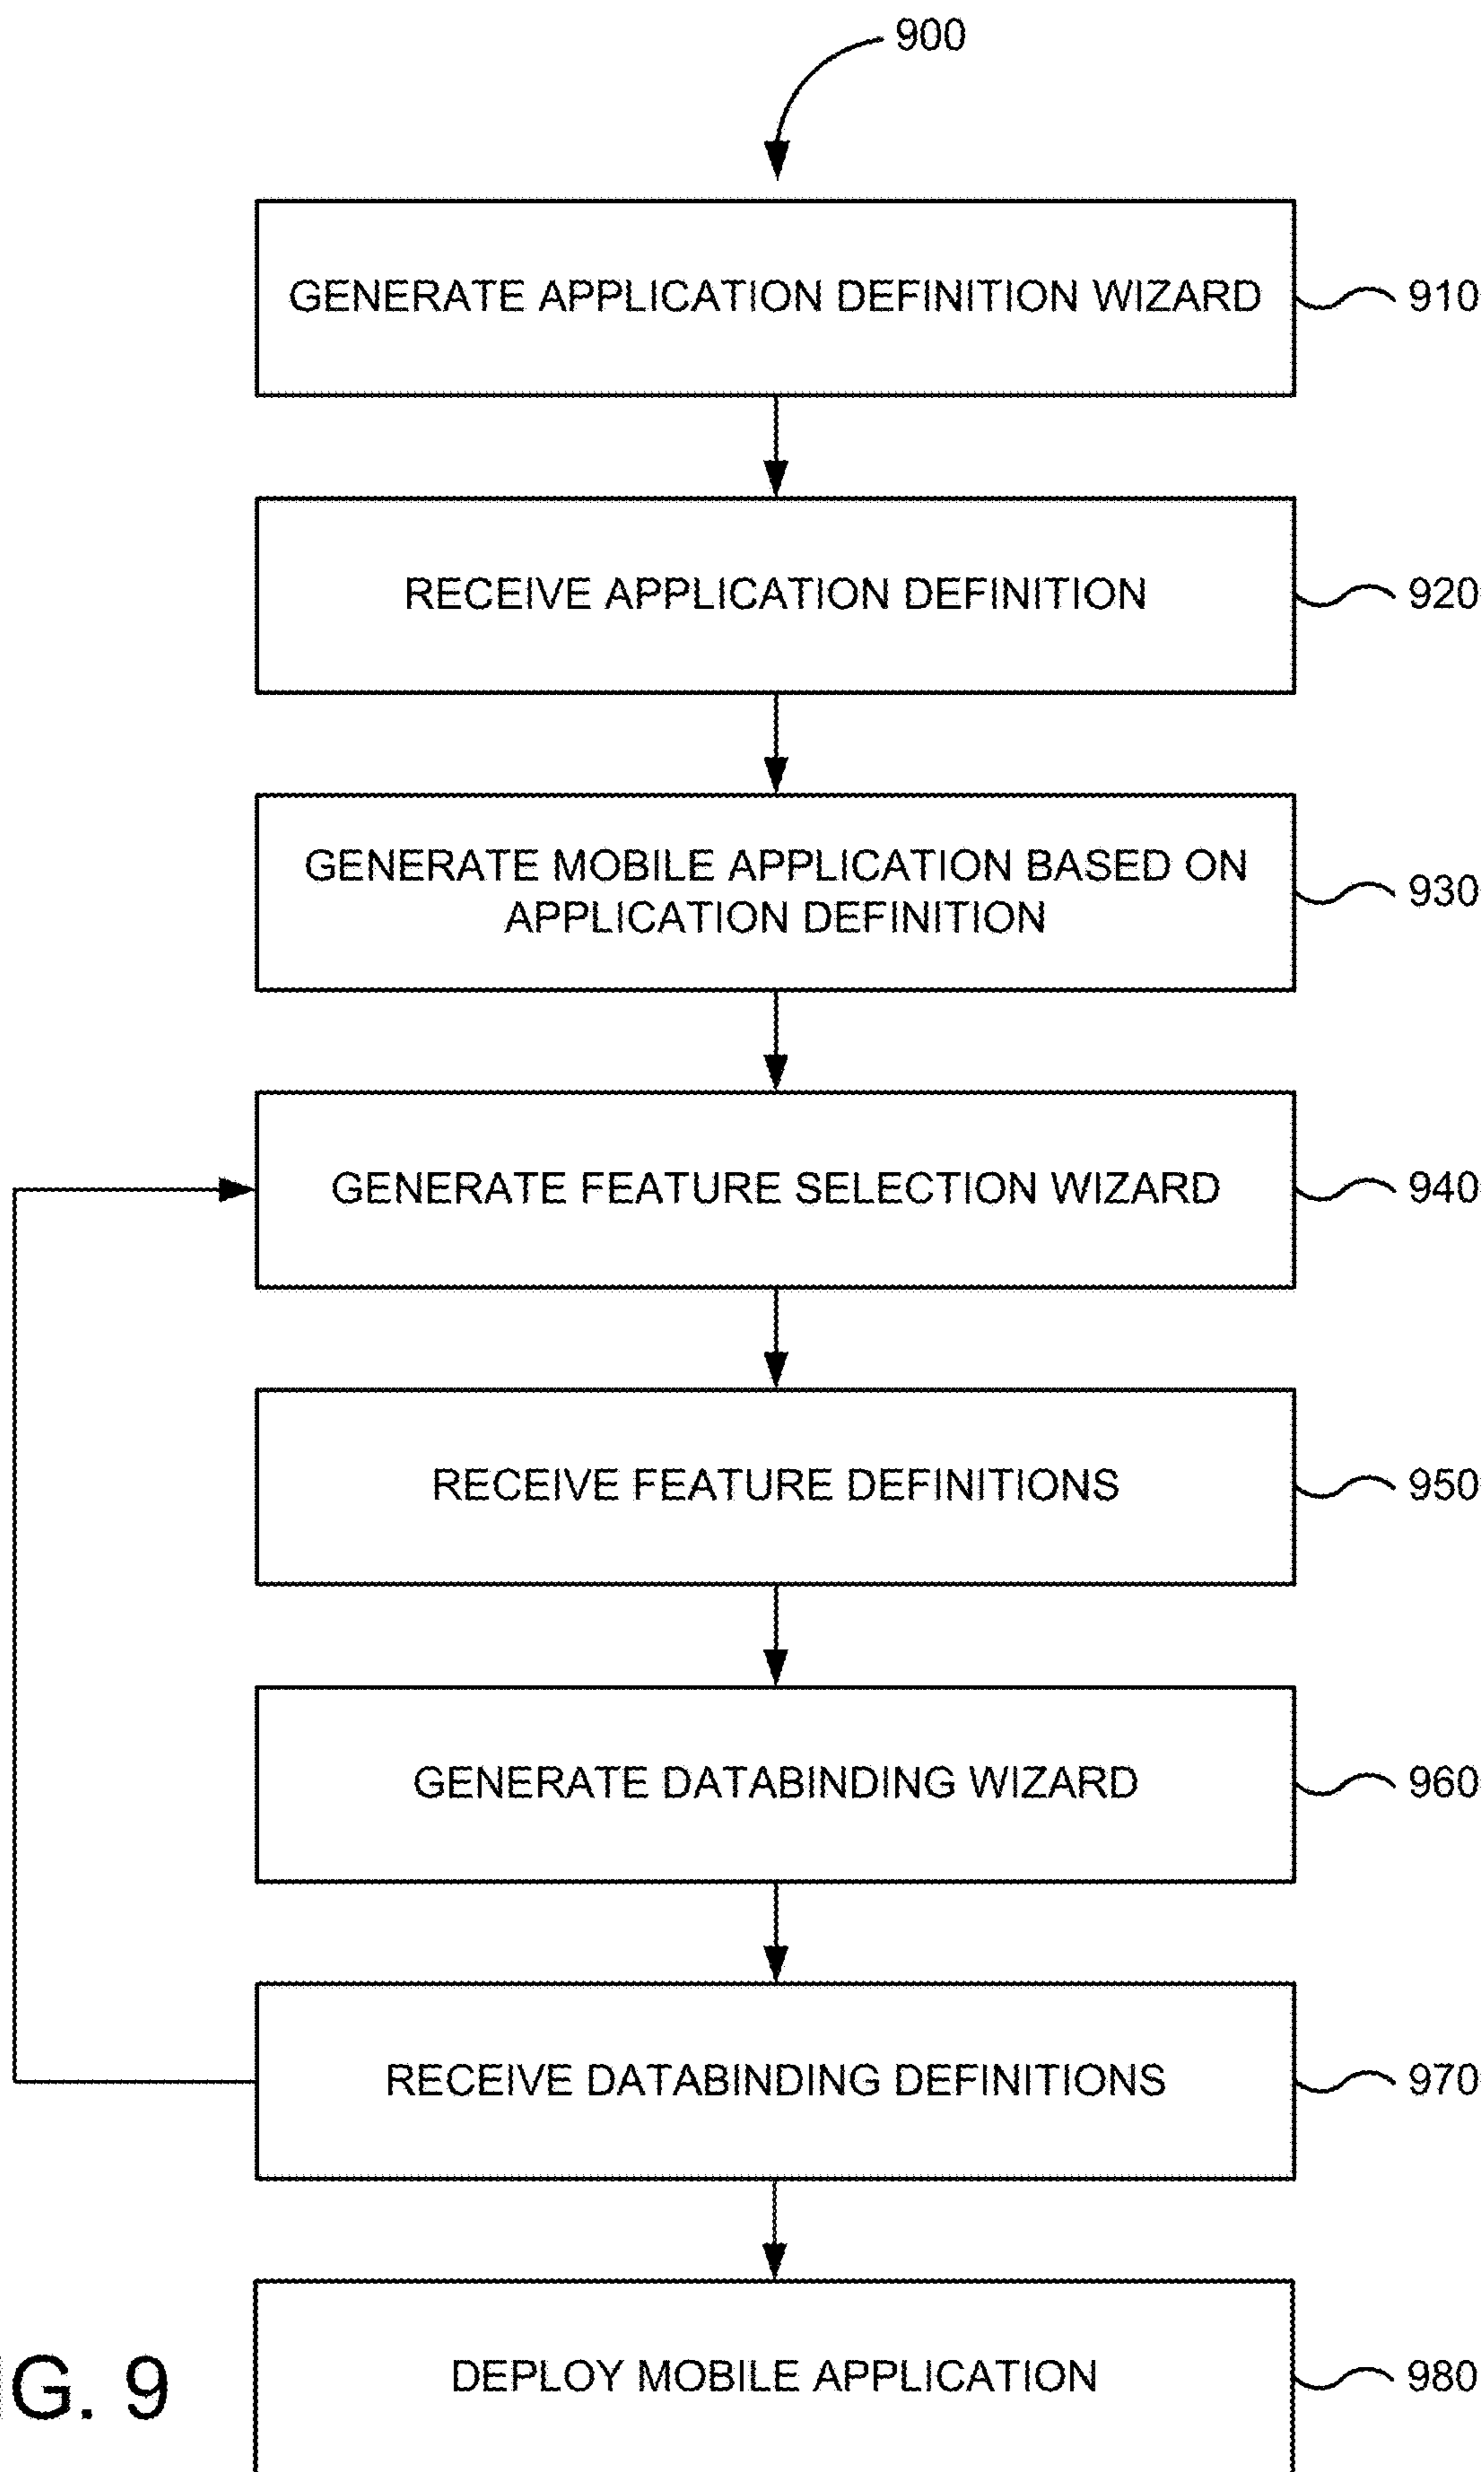 900
GENERATE APPLICATION DEFINITION WIZARD
910
RECEIVE APPLICATION DEFINITION
920
GENERATE MOBILE APPLICATION BASED ON
APPLICATION DEFINITION
930
GENERATE FEATURE SELECTION WIZARD
940
RECEIVE FEATURE DEFINITIONS
950
GENERATE DATABINDING WIZARD
960
RECEIVE DATABINDING DEFINITIONS
970
DEPLOY MOBILE APPLICATION
980
G. 9